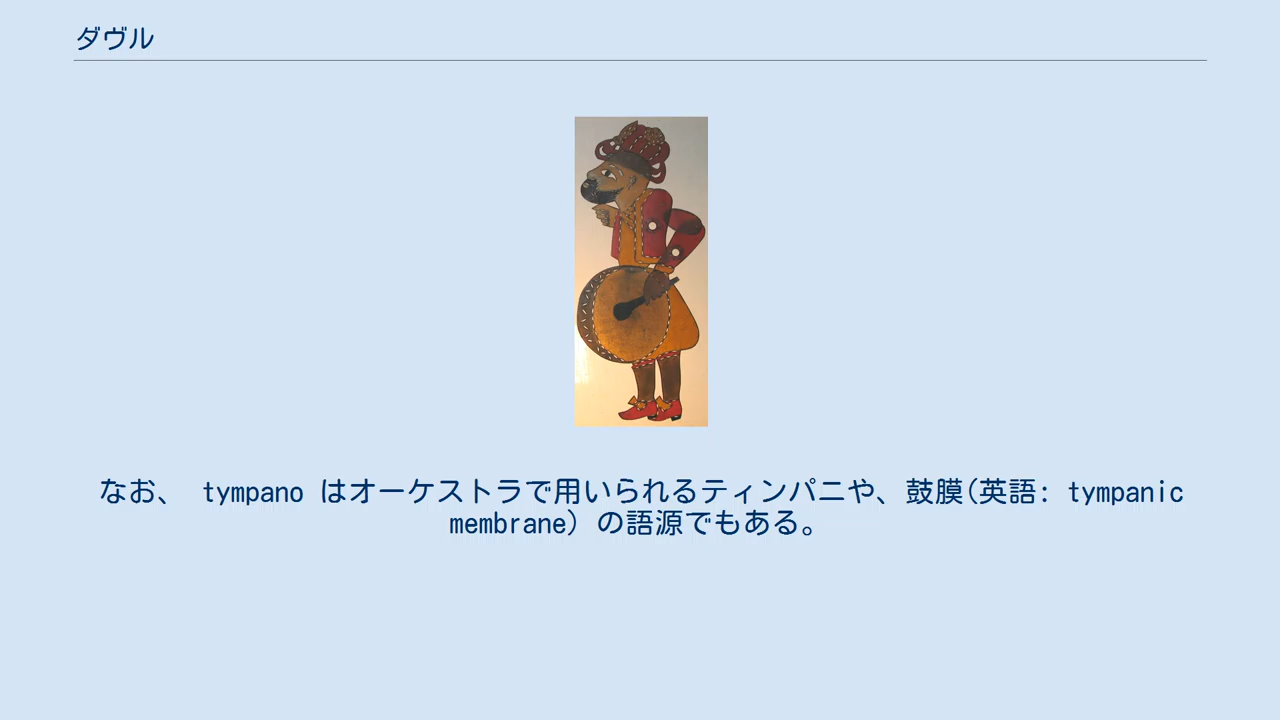 ダヴル
なお、 tympano はオーケストラで用いられるティンパニや、鼓膜(英語: tympanic
membrane) の語源でもある。